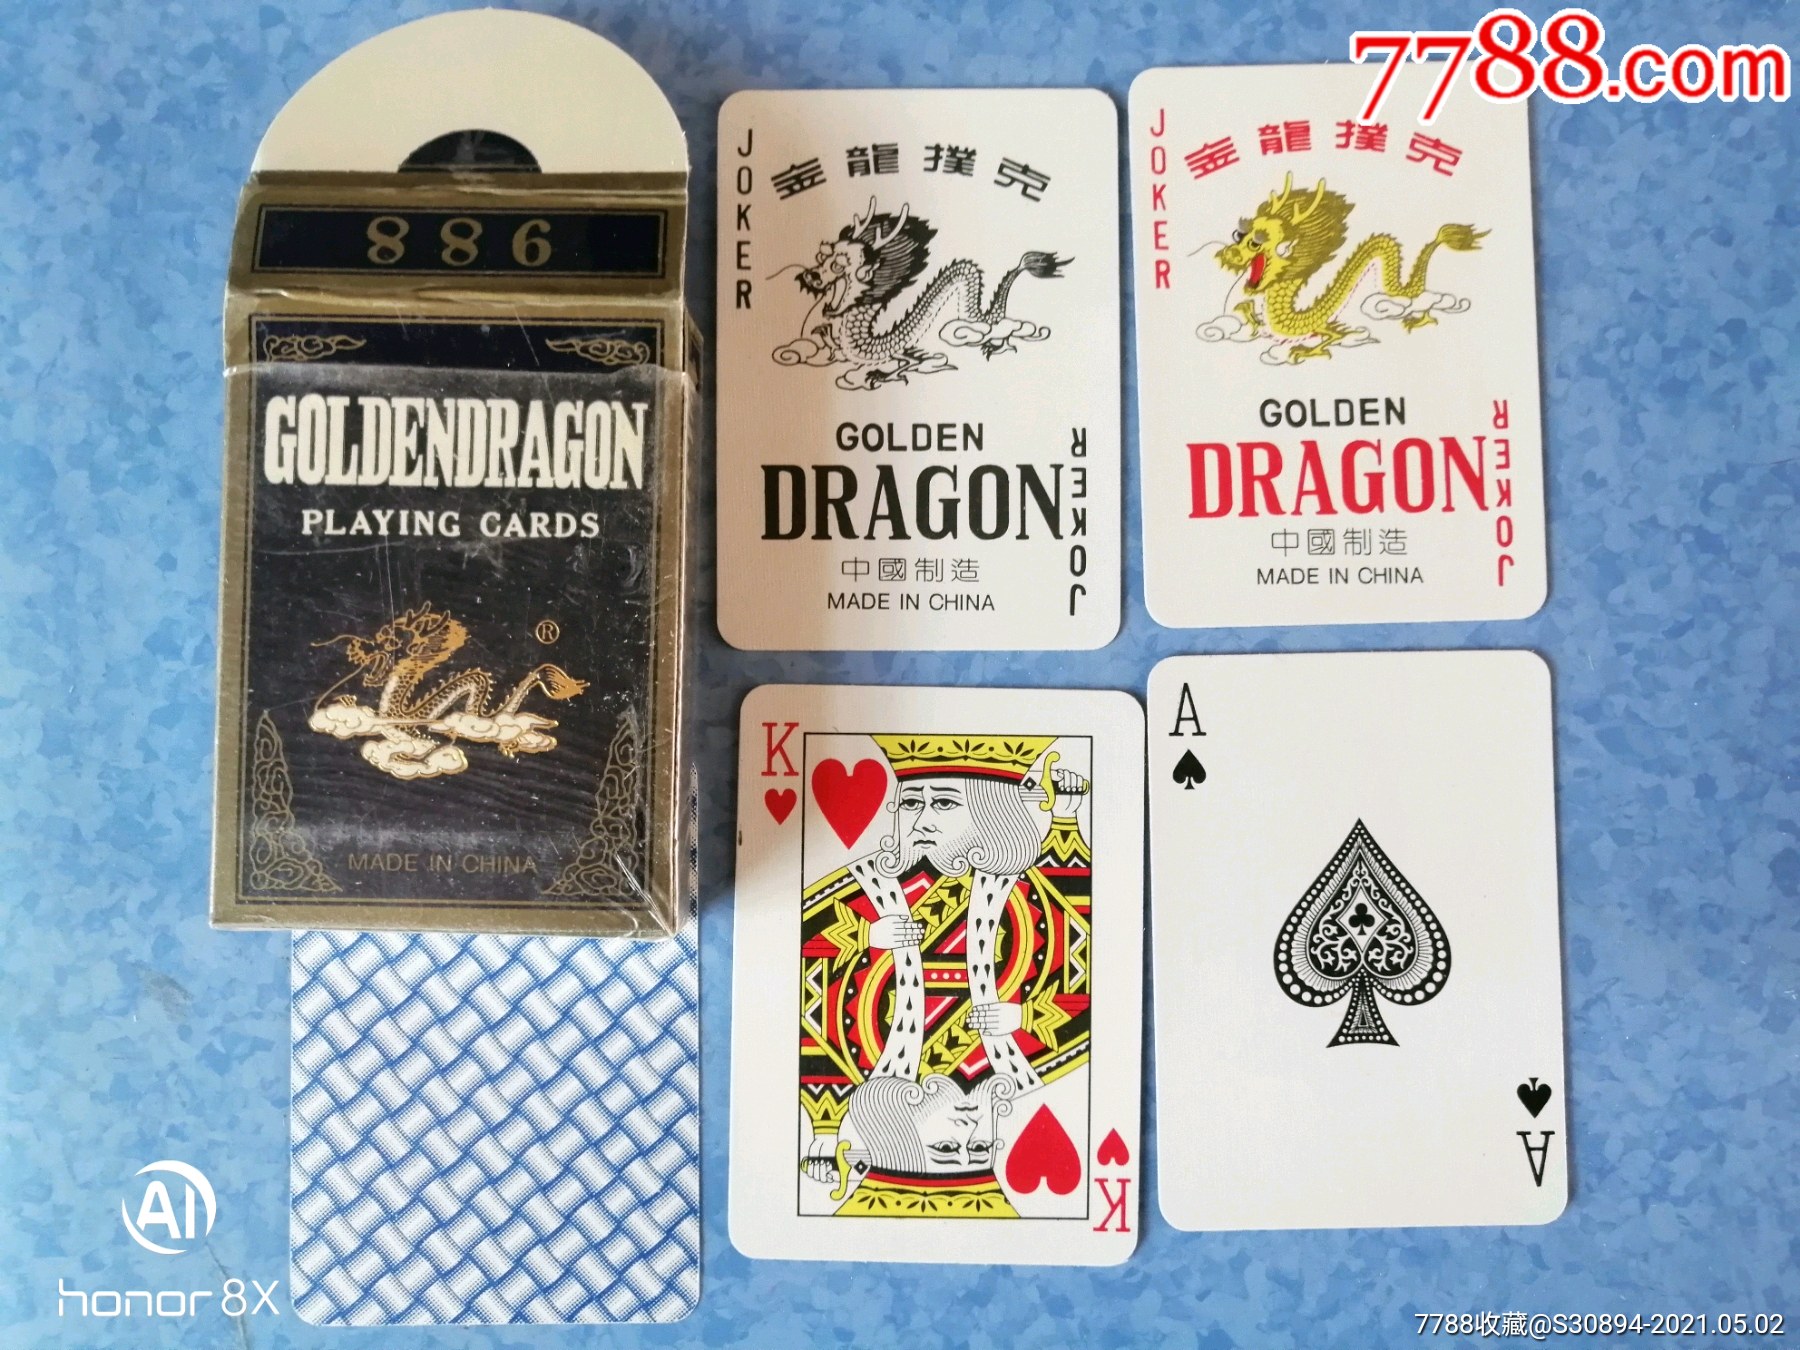 7788.com
886
GOLDENDRAGON
PLAYING CARDS
®
MADE IN CHINA
JOKER
金龍撲克
GOLDEN
DRAGON
中國制造
MADE IN CHINA
JOKER
JOKER
金龍撲克
GOLDEN
DRAGON
中國制造
MADE IN CHINA
JOKER
K
K
A
A
AI
honor 8X
7788收藏@S30894-2021.05.02